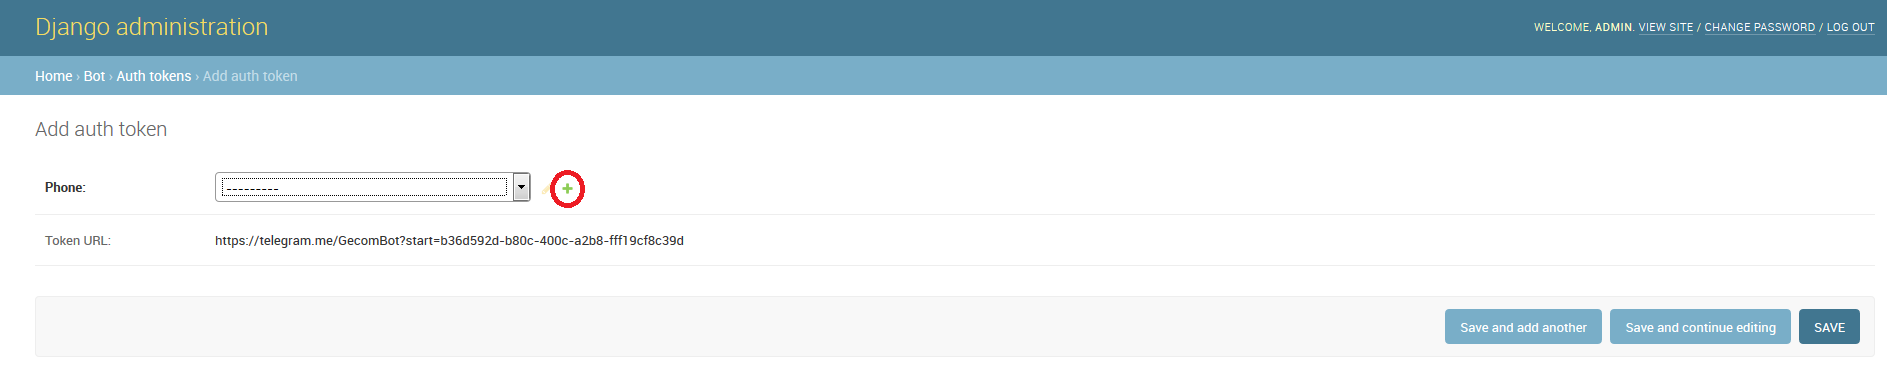 Django administration
WELCOME, ADMIN. VIEW SITE / CHANGE PASSWORD / LOG OUT
Home › Bot › Auth tokens › Add auth token
Add auth token
Phone: ---------
Token URL: https://telegram.me/GecomBot?start=b36d592d-b80c-400c-a2b8-fff19cf8c39d
Save and add another Save and continue editing SAVE